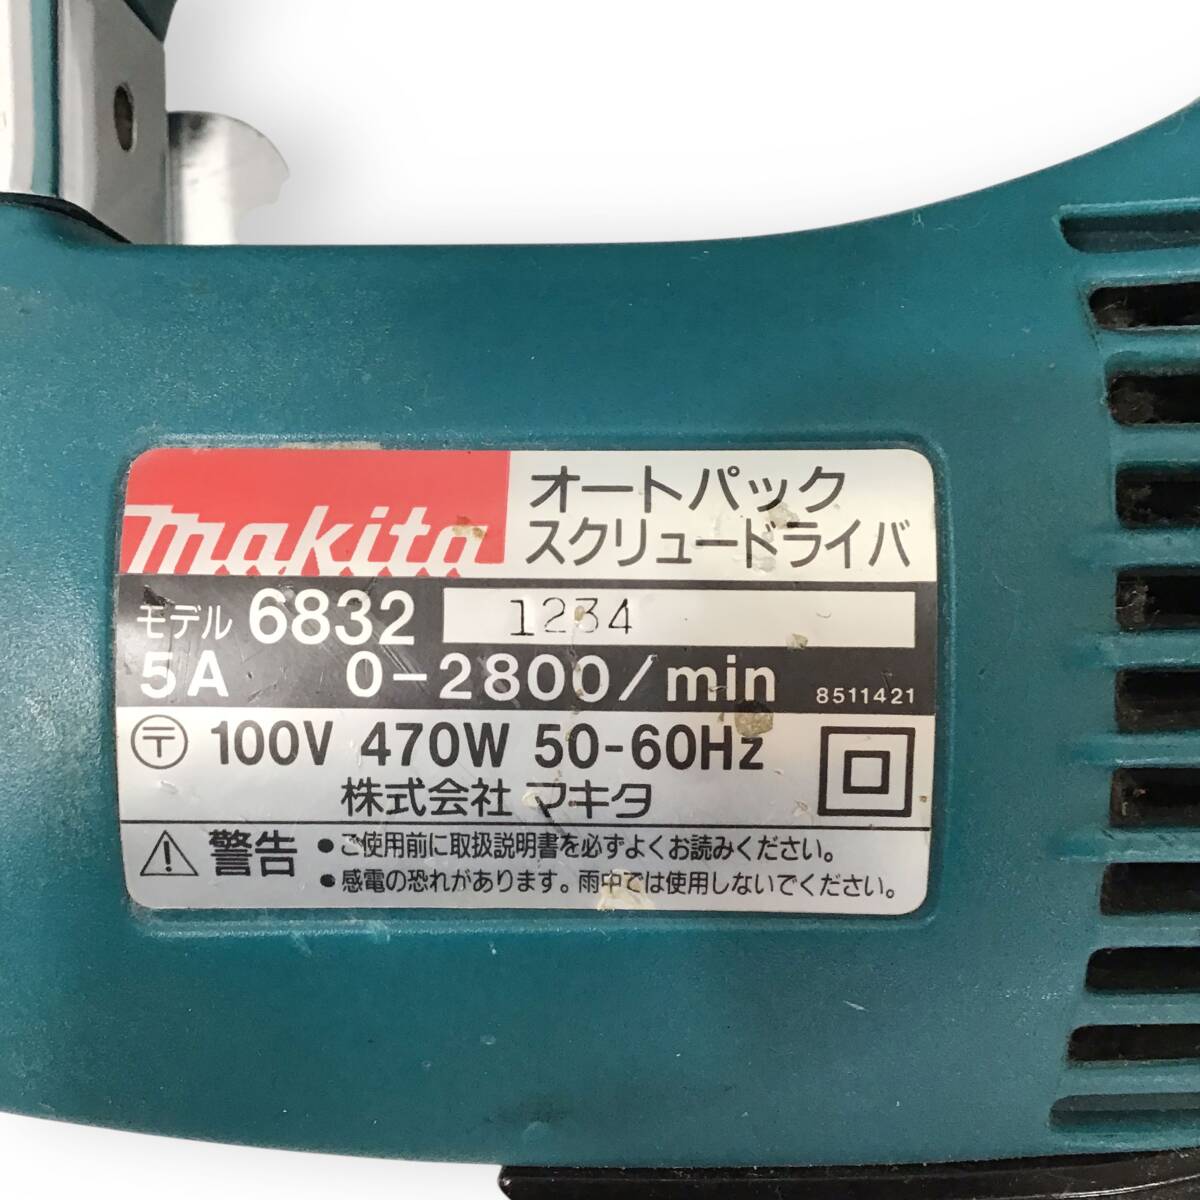 makita
オートパック
スクリュードライバ
モデル 6832 1234
5A 0-2800/min 8511421
〒 100V 470W 50-60Hz
株式会社 マキタ
警告 •ご使用前に取扱説明書を必ずよくお読みください。
•感電の恐れがあります。雨中では使用しないでください。